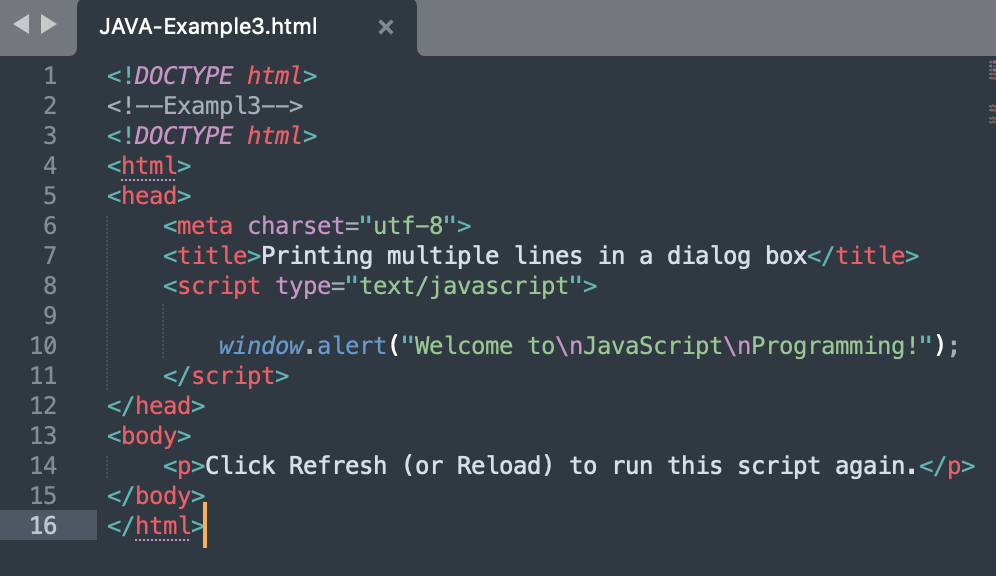 JAVA-Example3.html ×
1 <!DOCTYPE html>
2 <!--Exampl3-->
3 <!DOCTYPE html>
4 <html>
5 <head>
6     <meta charset="utf-8">
7     <title>Printing multiple lines in a dialog box</title>
8     <script type="text/javascript">
9
10         window.alert("Welcome to\nJavaScript\nProgramming!");
11     </script>
12 </head>
13 <body>
14     <p>Click Refresh (or Reload) to run this script again.</p>
15 </body>
16 </html>